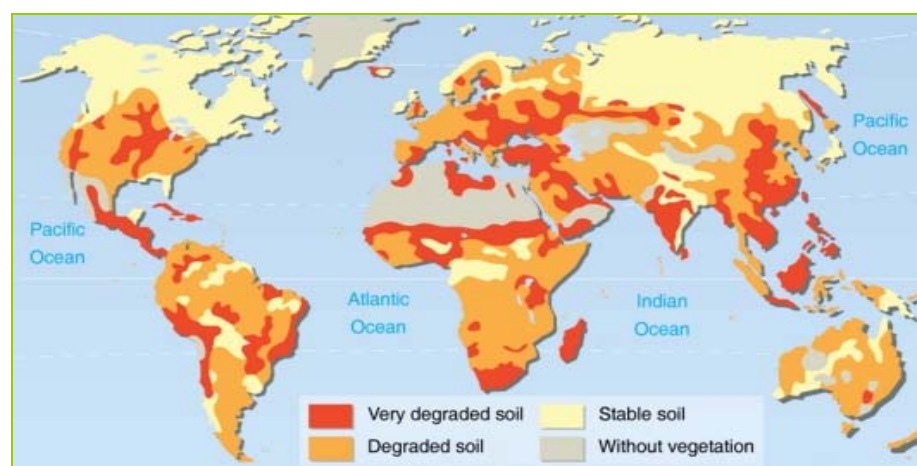 Pacific
Ocean
Pacific
Ocean
Atlantic
Ocean
Indian
Ocean
Very degraded soil
Stable soil
Degraded soil
Without vegetation